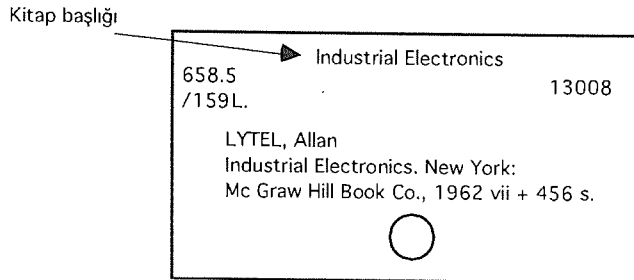 Kitap başlığı
Industrial Electronics
658.5
13008
/159L.
LYTEL, Allan
Industrial Electronics. New York:
Mc Graw Hill Book Co., 1962 vii + 456 s.